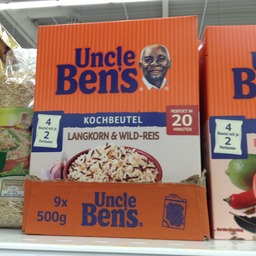 Uncle
Ben's
KOCHBEUTEL
PERFEKT IN
20
MINUTEN
4
Beutel mit je
2
Portionen
LANGKORN & WILD-REIS
9x
500g
Uncle
Ben's
B
4
Beutel mit je
2
Portionen